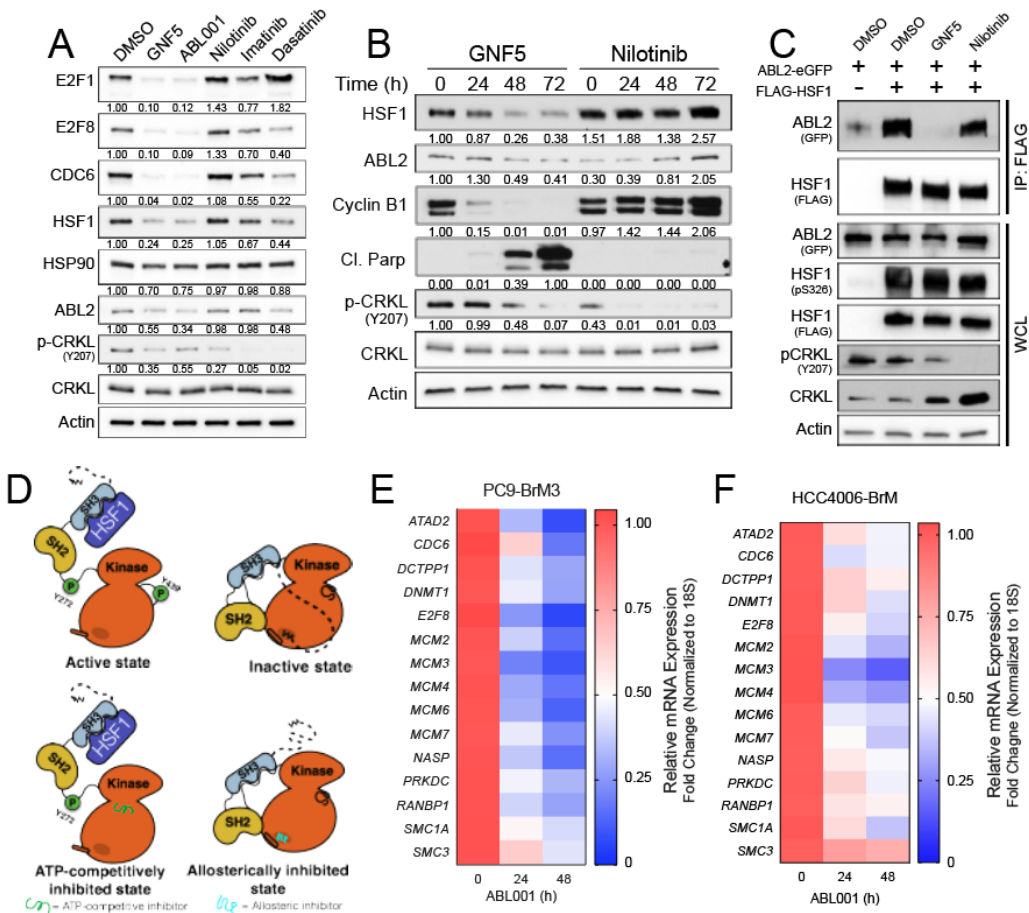 A
DMSO GNF5 ABL001 Nilotinib Imatinib Dasatinib
E2F1
1.00 0.10 0.12 1.43 0.77 1.82
E2F8
1.00 0.10 0.09 1.33 0.70 0.40
CDC6
1.00 0.04 0.02 1.08 0.55 0.22
HSF1
1.00 0.24 0.25 1.05 0.67 0.44
HSP90
1.00 0.70 0.75 0.97 0.98 0.88
ABL2
1.00 0.55 0.34 0.98 0.98 0.48
p-CRKL
(Y207)
1.00 0.35 0.55 0.27 0.05 0.02
CRKL
Actin
B
GNF5 Nilotinib
Time (h) 0 24 48 72 0 24 48 72
HSF1
1.00 0.87 0.26 0.38 1.51 1.88 1.38 2.57
ABL2
1.00 1.30 0.49 0.41 0.30 0.39 0.81 2.05
Cyclin B1
1.00 0.15 0.01 0.01 0.97 1.42 1.44 2.06
Cl. Parp
0.00 0.01 0.39 1.00 0.00 0.00 0.00 0.00
p-CRKL
(Y207)
1.00 0.99 0.48 0.07 0.43 0.01 0.01 0.03
CRKL
Actin
C
DMSO DMSO GNF5 Nilotinib
ABL2-eGFP + + + +
FLAG-HSF1 - + + +
ABL2
(GFP)
HSF1
(FLAG)
IP: FLAG
ABL2
(GFP)
HSF1
(pS326)
HSF1
(FLAG)
pCRKL
(Y207)
CRKL
Actin
WCL
D
SH3
HSF1
SH2
P
Y272
Kinase
P
Active state
SH3
Kinase
SH2
Inactive state
SH3
HSF1
SH2
P
Y272
Kinase
ATP-competitively
inhibited state
SH3
Kinase
SH2
Allosterically inhibited
state
= ATP-competitive inhibitor
= Allosteric inhibitor
E
PC9-BrM3
ATAD2
CDC6
DCTPP1
DNMT1
E2F8
MCM2
MCM3
MCM4
MCM6
MCM7
NASP
PRKDC
RANBP1
SMC1A
SMC3
0 24 48
ABL001 (h)
1.00
0.75
0.50
0.25
0
Relative mRNA Expression
Fold Change (Normalized to 18S)
F
HCC4006-BrM
ATAD2
CDC6
DCTPP1
DNMT1
E2F8
MCM2
MCM3
MCM4
MCM6
MCM7
NASP
PRKDC
RANBP1
SMC1A
SMC3
0 24 48
ABL001 (h)
1.00
0.75
0.50
0.25
0
Relative mRNA Expression
Fold Chagne (Normalized to 18S)